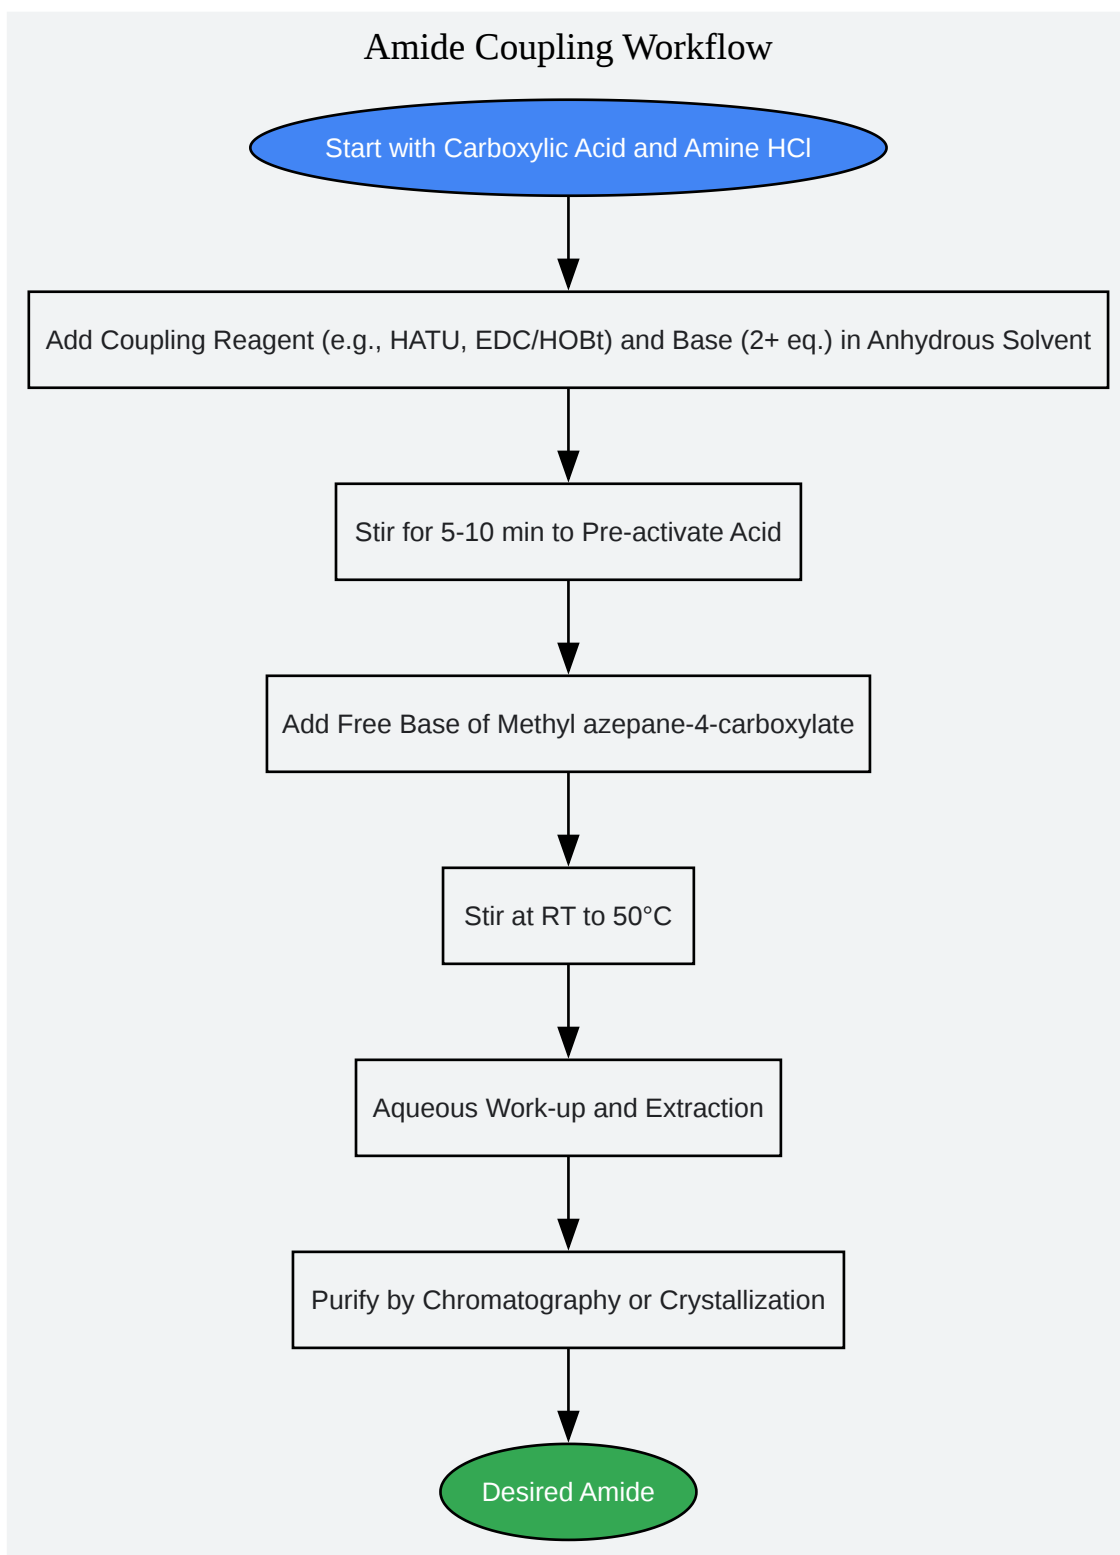 Amide Coupling Workflow
Start with Carboxylic Acid and Amine HCl
Add Coupling Reagent (e.g., HATU, EDC/HOBt) and Base (2+ eq.) in Anhydrous Solvent
Stir for 5-10 min to Pre-activate Acid
Add Free Base of Methyl azepane-4-carboxylate
Stir at RT to 50°C
Aqueous Work-up and Extraction
Purify by Chromatography or Crystallization
Desired Amide